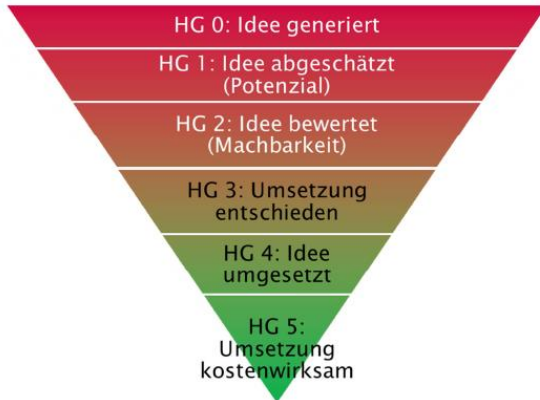 HG 0: Idee generiert
HG 1: Idee abgeschätzt
(Potenzial)
HG 2: Idee bewertet
(Machbarkeit)
HG 3: Umsetzung
entschieden
HG 4: Idee
umgesetzt
HG 5:
Umsetzung
kostenwirksam